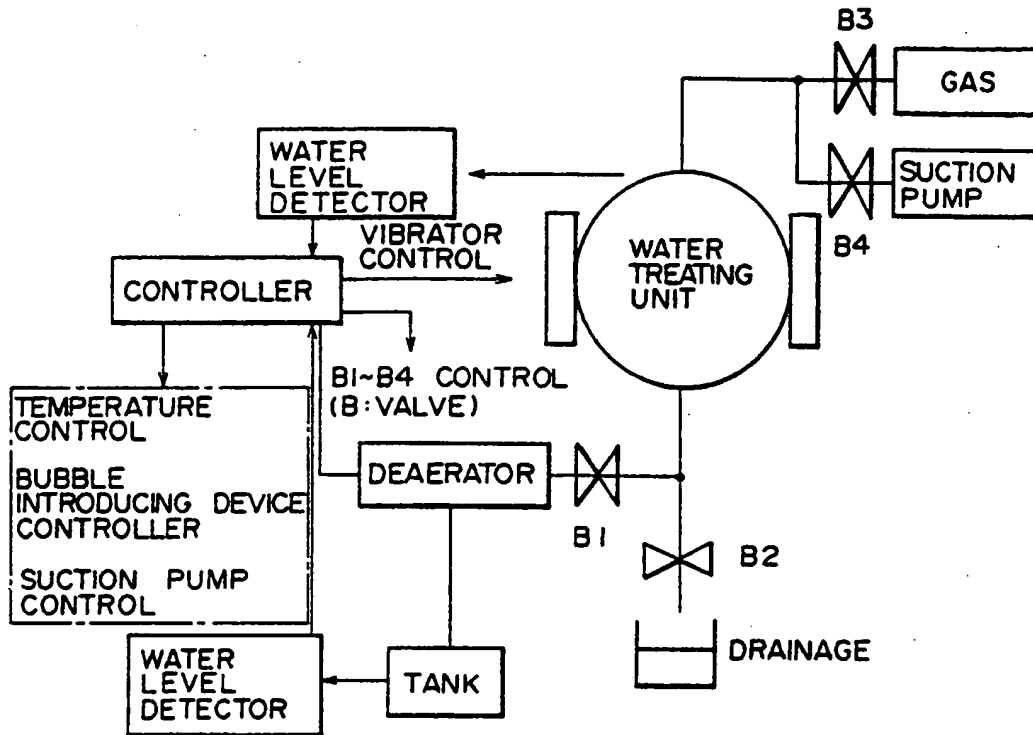 B3
GAS
WATER
LEVEL
DETECTOR
SUCTION
PUMP
B4
VIBRATOR
CONTROL
WATER
TREATING
UNIT
CONTROLLER
B1~B4 CONTROL
(B:VALVE)
TEMPERATURE
CONTROL
BUBBLE
INTRODUCING DEVICE
CONTROLLER
SUCTION PUMP
CONTROL
DEAERATOR
B1
B2
DRAINAGE
WATER
LEVEL
DETECTOR
TANK